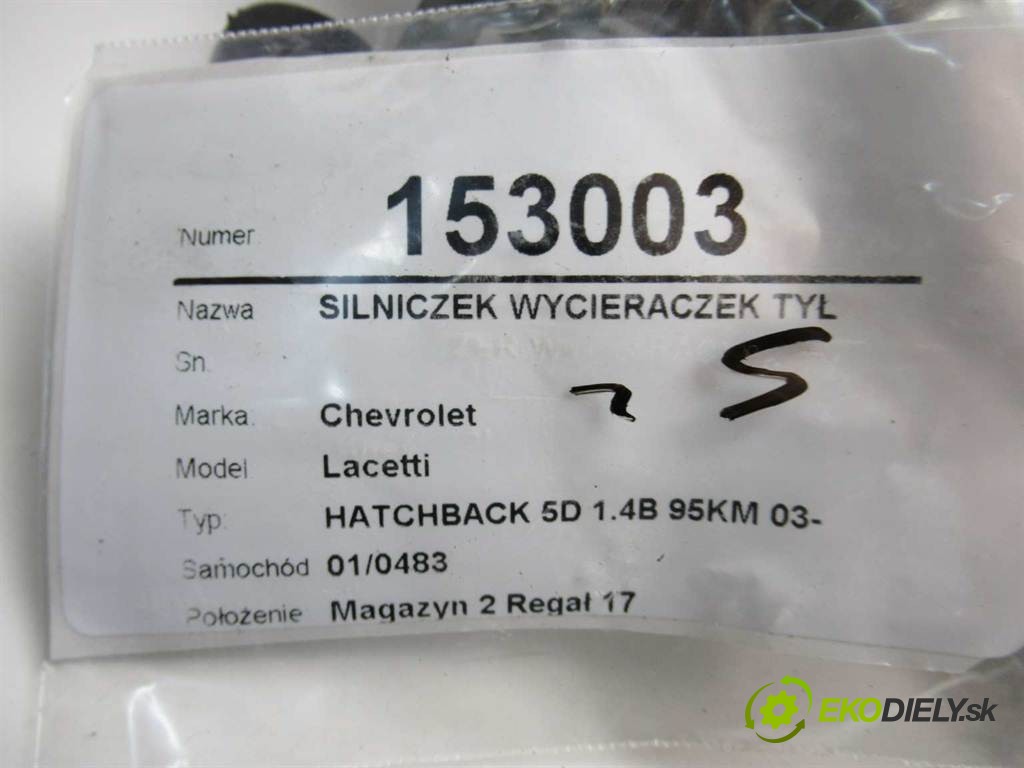 Numer 153003
Nazwa SILNICZEK WYCIERACZEK TYŁ
Sn.
Marka: Chevrolet
Model Lacetti
Typ: HATCHBACK 5D 1.4B 95KM 03-
Samochód 01/0483
Położenie Magazyn 2 Regał 17
EKODIELY.sk